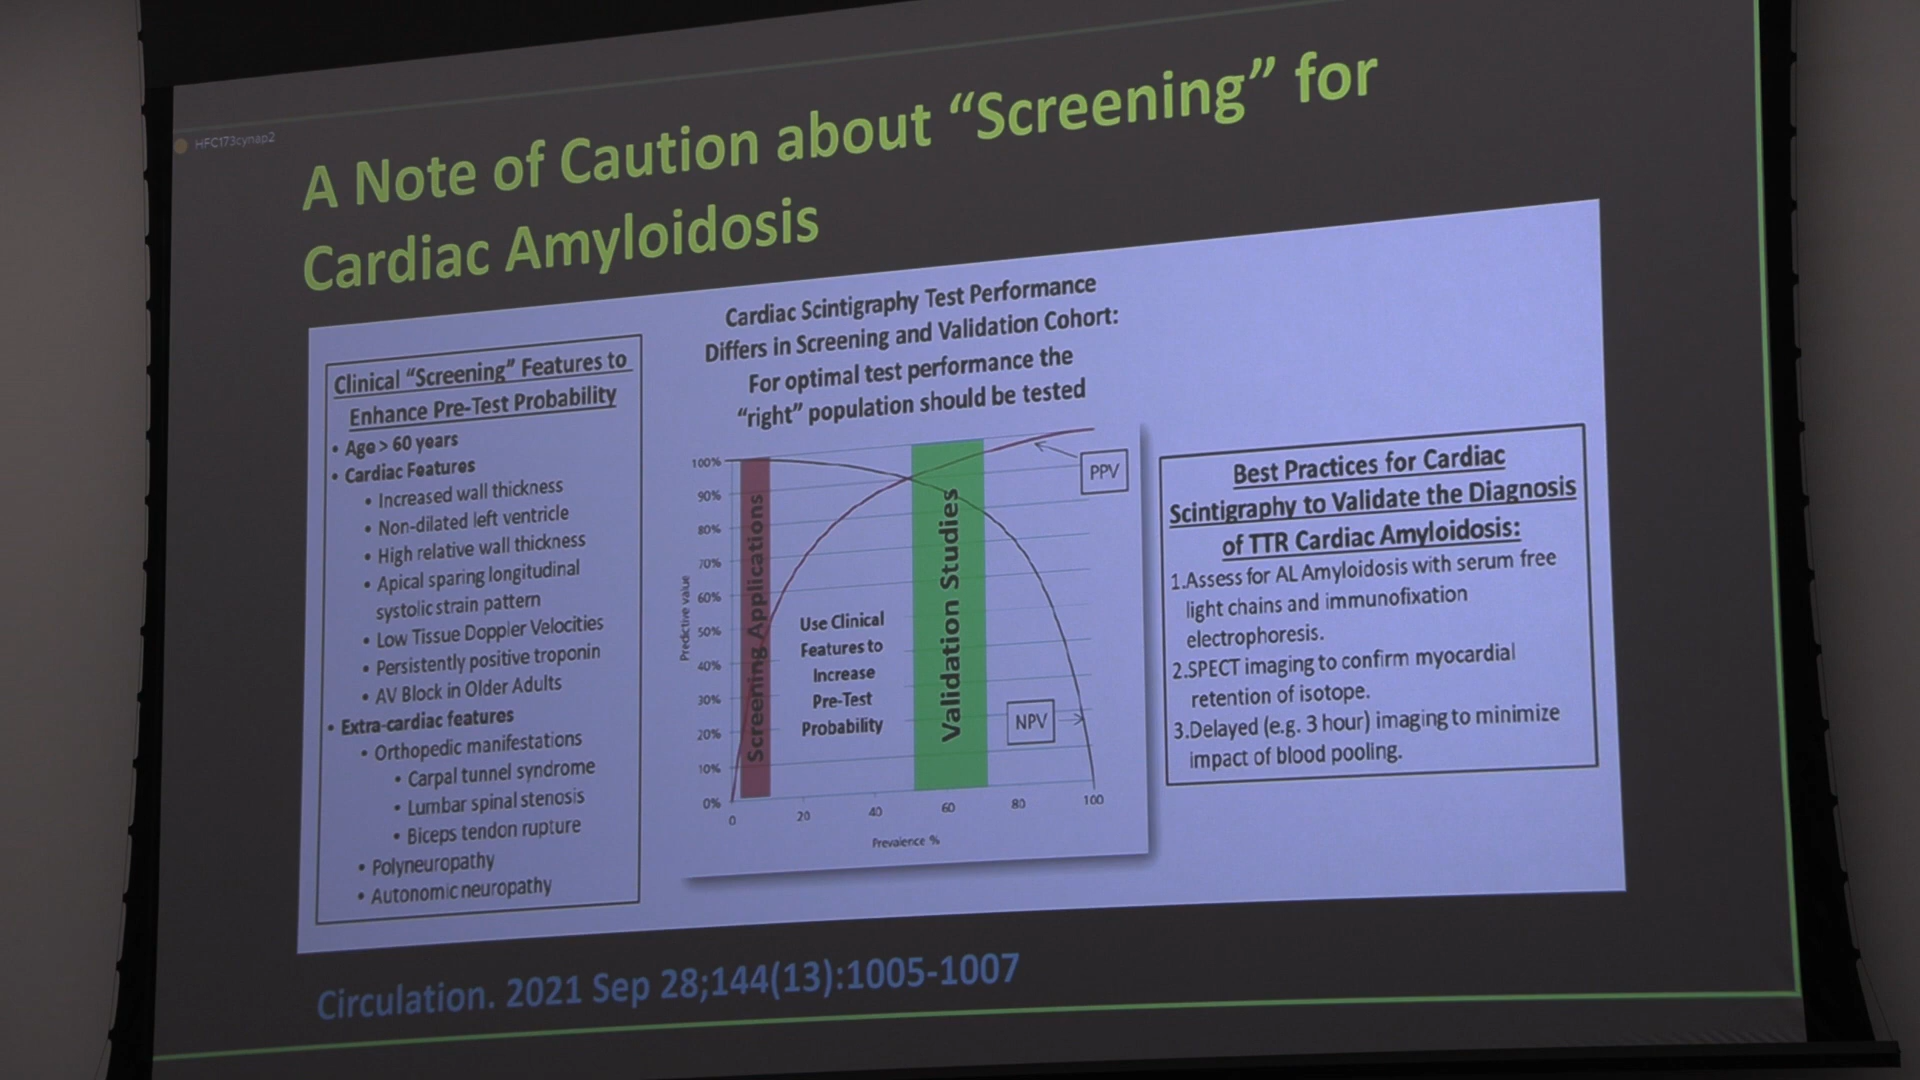 HFC173cynap2
A Note of Caution about “Screening” for
Cardiac Amyloidosis
Clinical “Screening” Features to
Enhance Pre-Test Probability
• Age > 60 years
• Cardiac Features
• Increased wall thickness
• Non-dilated left ventricle
• High relative wall thickness
• Apical sparing longitudinal
systolic strain pattern
• Low Tissue Doppler Velocities
• Persistently positive troponin
• AV Block in Older Adults
• Extra-cardiac features
• Orthopedic manifestations
• Carpal tunnel syndrome
• Lumbar spinal stenosis
• Biceps tendon rupture
• Polyneuropathy
• Autonomic neuropathy
Cardiac Scintigraphy Test Performance
Differs in Screening and Validation Cohort:
For optimal test performance the
“right” population should be tested
100%
90%
80%
70%
60%
50%
40%
30%
20%
10%
0%
Predictive value
Screening Applications
Use Clinical
Features to
Increase
Pre-Test
Probability
Validation Studies
PPV
NPV
0 20 40 60 80 100
Prevalence %
Best Practices for Cardiac
Scintigraphy to Validate the Diagnosis
of TTR Cardiac Amyloidosis:
1.Assess for AL Amyloidosis with serum free
light chains and immunofixation
electrophoresis.
2.SPECT imaging to confirm myocardial
retention of isotope.
3.Delayed (e.g. 3 hour) imaging to minimize
impact of blood pooling.
Circulation. 2021 Sep 28;144(13):1005-1007